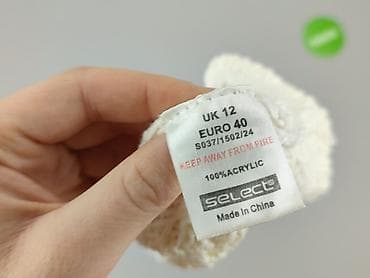 UK 12
EURO 40
S037/1502/24
KEEP AWAY FROM FIRE
100%ACRYLIC
select
Made In China